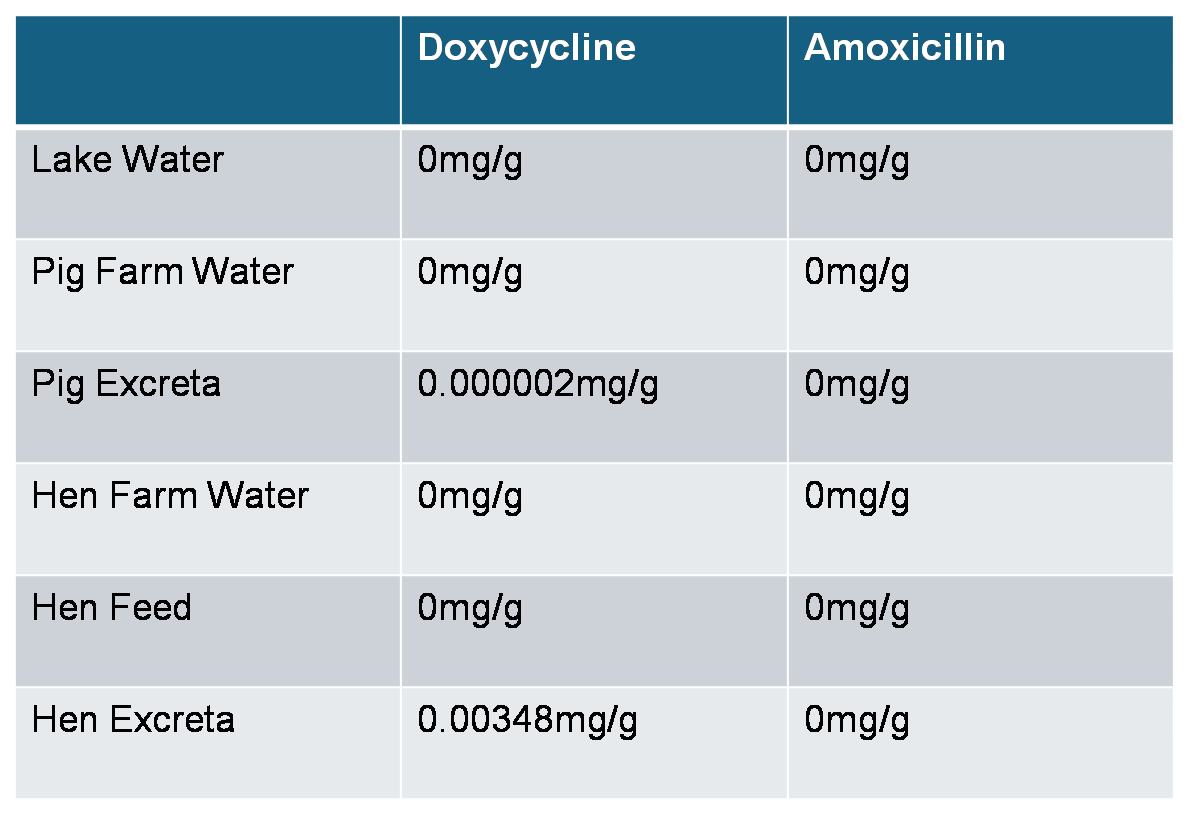 Doxycycline Amoxicillin
Lake Water 0mg/g 0mg/g
Pig Farm Water 0mg/g 0mg/g
Pig Excreta 0.000002mg/g 0mg/g
Hen Farm Water 0mg/g 0mg/g
Hen Feed 0mg/g 0mg/g
Hen Excreta 0.00348mg/g 0mg/g